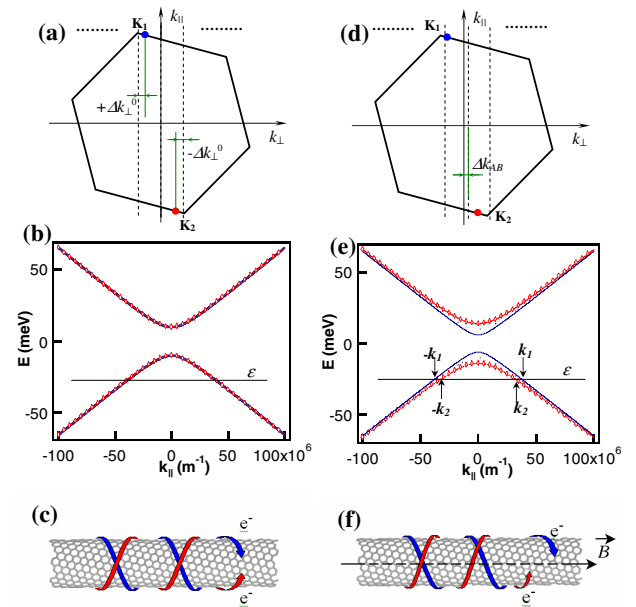 (a)
K₁
k||
+Δk⊥⁰
k⊥
-Δk⊥⁰
K₂
(d)
K₁
k||
k⊥
Δk_AB
K₂
(b)
E (meV)
50
0
-50
ε
-100
-50
0
50
100x10⁶
k|| (m⁻¹)
(e)
E (meV)
50
0
-50
-k₁
k₁
ε
-k₂
k₂
-100
-50
0
50
100x10⁶
k|| (m⁻¹)
(c)
e⁻
e⁻
(f)
e⁻
B
e⁻